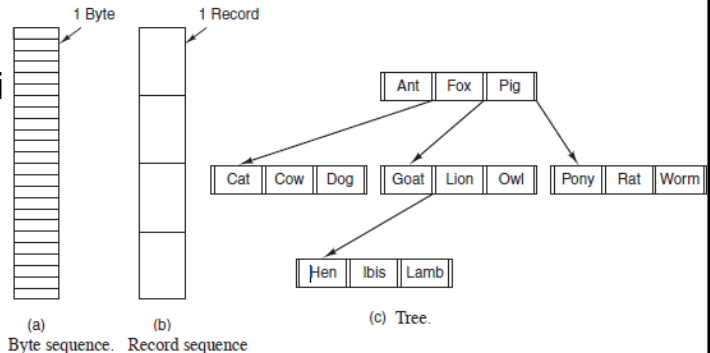 1 Byte
1 Record
i
Ant Fox Pig
Cat Cow Dog Goat Lion Owl Pony Rat Worm
Hen Ibis Lamb
(a) (b) (c) Tree.
Byte sequence. Record sequence